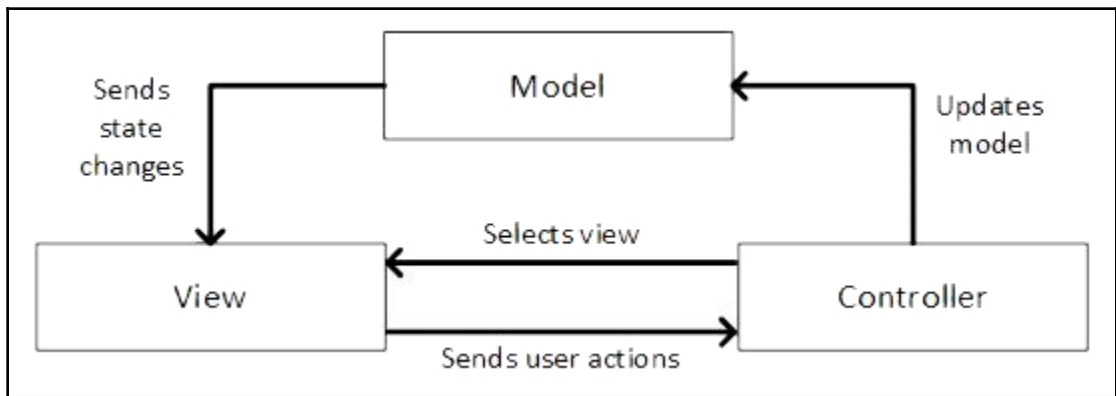 Model
Sends
state
changes
Updates
model
Selects view
View
Controller
Sends user actions